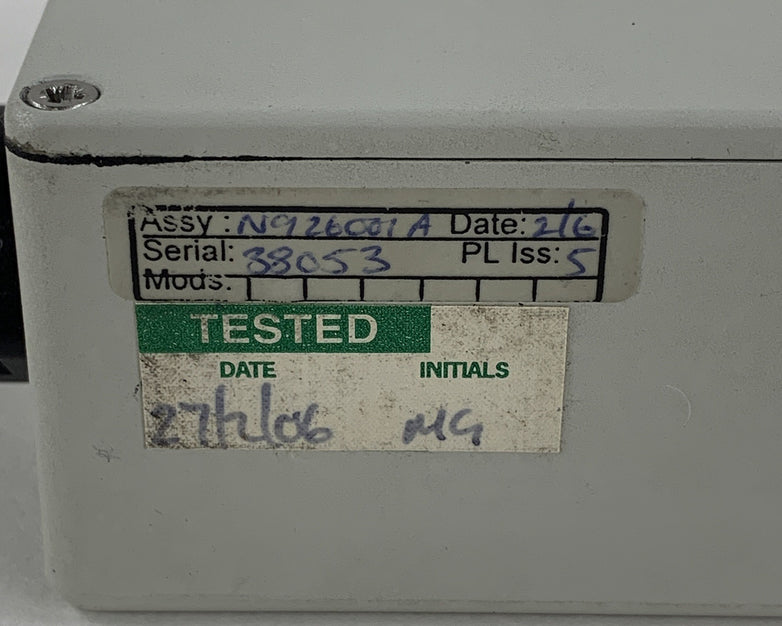 Assy : N926001A Date: 2/6
Serial: 38053 PL Iss: 5
Mods:
TESTED
DATE INITIALS
27/2/06 MG